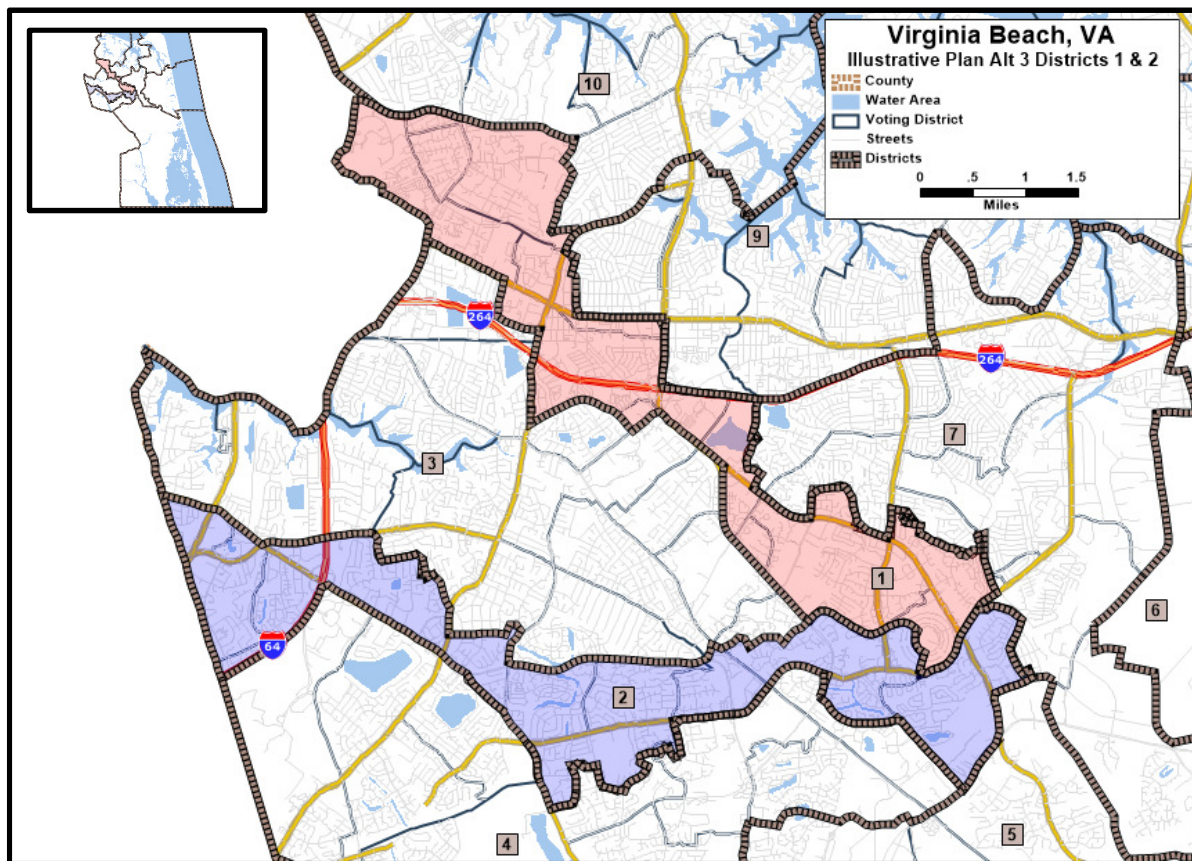 Virginia Beach, VA
Illustrative Plan Alt 3 Districts 1 & 2
County
Water Area
Voting District
Streets
Districts
0 .5 1 1.5
Miles
10
9
264
264
7
3
1
6
64
2
4
5